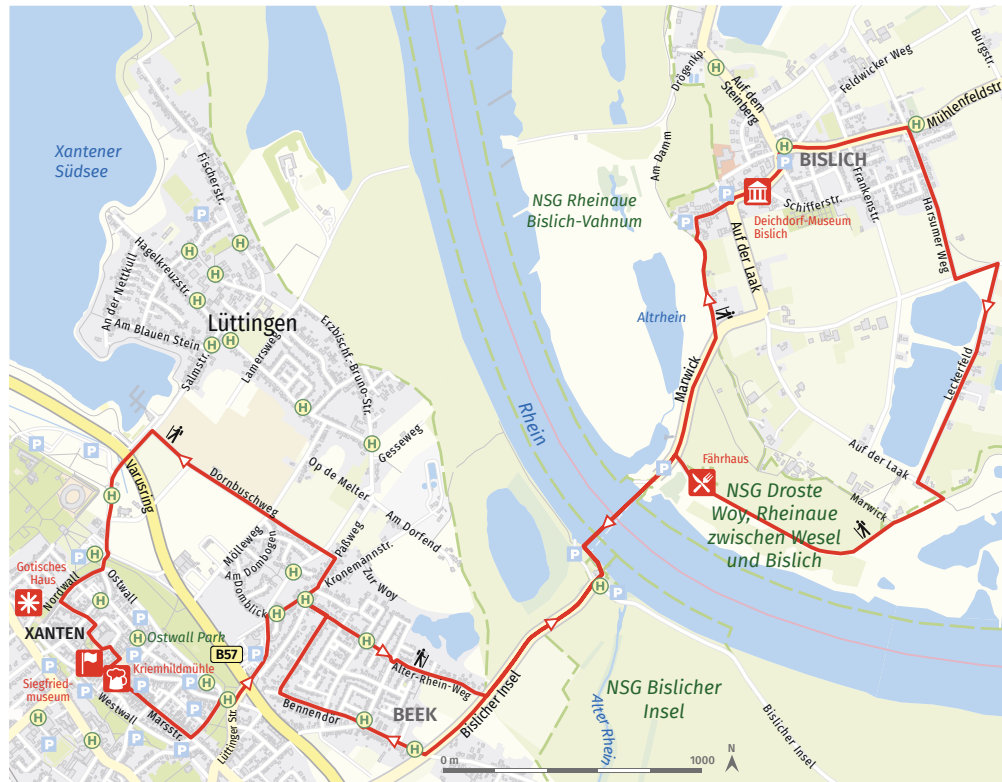 Bürgstr.
Feldwicker Weg
Drögenkp.
Auf dem
Steinberg
H
Mühlenfeldstr.
H
H
P
BISLICH
Am Damm
Xantener
Südsee
Fischerstr.
P
NSG Rheinaue
Bislich-Vahnum
P
Deichdorf-Museum
Bislich
Schifferstr.
Frankenstr.
Harsumer Weg
Auf der Laak
H
H
H
H
H
H
H
An der Nettkull
Hagelkreuzstr.
Am Blauen Stein
Salmstr.
Lüttingen
Lamersweg
Erzbischf.-Bruno-Str.
Altrhein
Marwick
Leckerfeld
Rhein
Gesseweg
Op de Melter
Am Dorfend
Auf der Laak
Marwick
Fährhaus
P
NSG Droste
Woy, Rheinaue
zwischen Wesel
und Bislich
P
P
P
H
Varusring
Dornbuschweg
Mölleweg
Am Dombogen
Domblick
Paßweg
Kronemannstr.
Zur Woy
P
H
P
P
H
Gotisches
Haus
Nordwall
Ostwall
H
H
H
H
XANTEN
Ostwall Park
B57
Kriemhildmühle
Siegfried-
museum
Westwall
Marsstr.
Lüttinger Str.
P
P
P
P
H
H
H
H
H
H
Alter-Rhein-Weg
Bennendor
BEEK
Bislicher Insel
NSG Bislicher
Insel
Alter Rhein
Bislicher Insel
0 m
1000
N